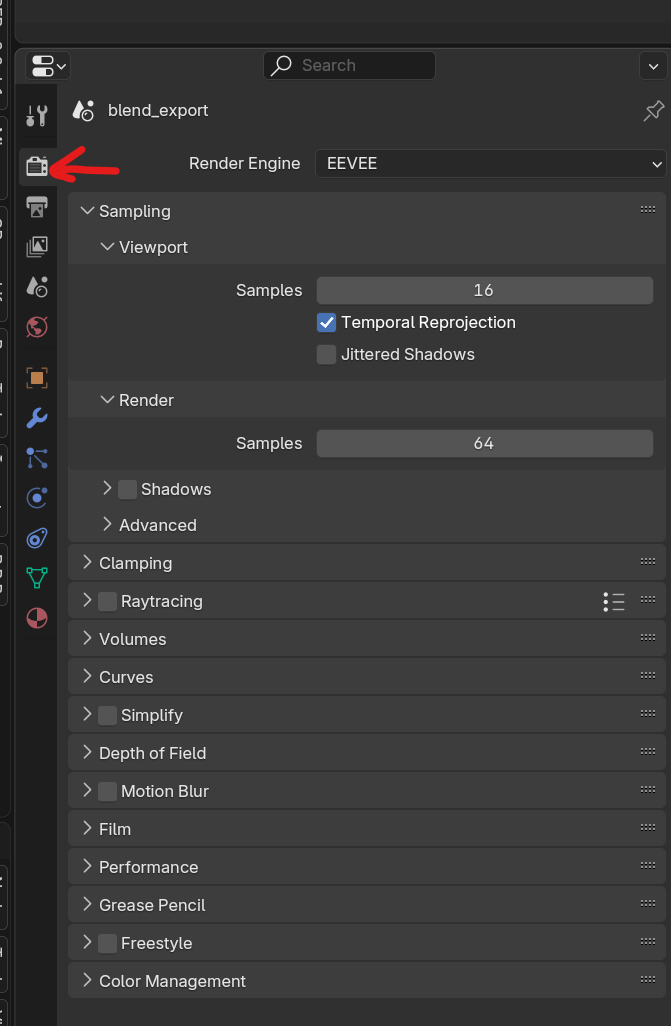 Search
blend_export
Render Engine EEVEE
Sampling
Viewport
Samples 16
Temporal Reprojection
Jittered Shadows
Render
Samples 64
Shadows
Advanced
Clamping
Raytracing
Volumes
Curves
Simplify
Depth of Field
Motion Blur
Film
Performance
Grease Pencil
Freestyle
Color Management